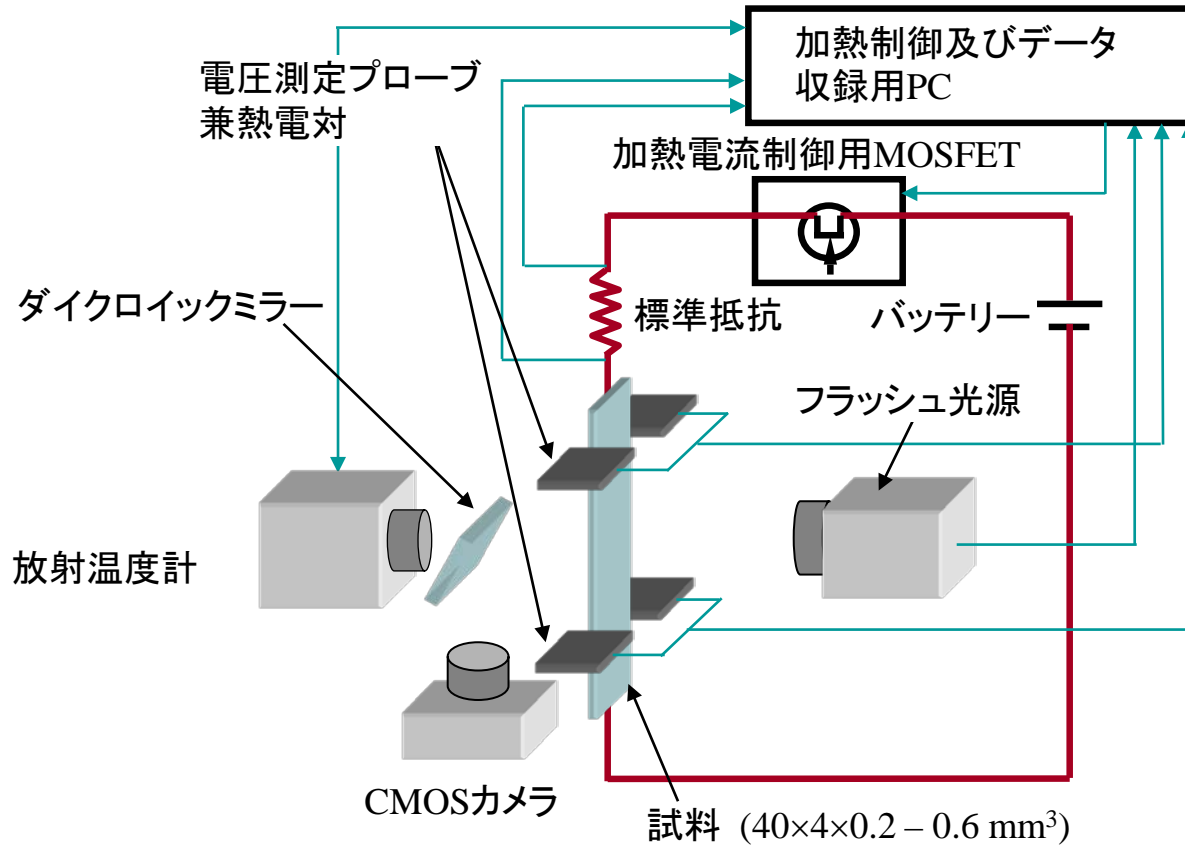 加熱制御及びデータ
収録用PC
電圧測定プローブ
兼熱電対
加熱電流制御用MOSFET
ダイクロイックミラー
標準抵抗
バッテリー
フラッシュ光源
放射温度計
CMOSカメラ
試料 (40×4×0.2 – 0.6 mm³)